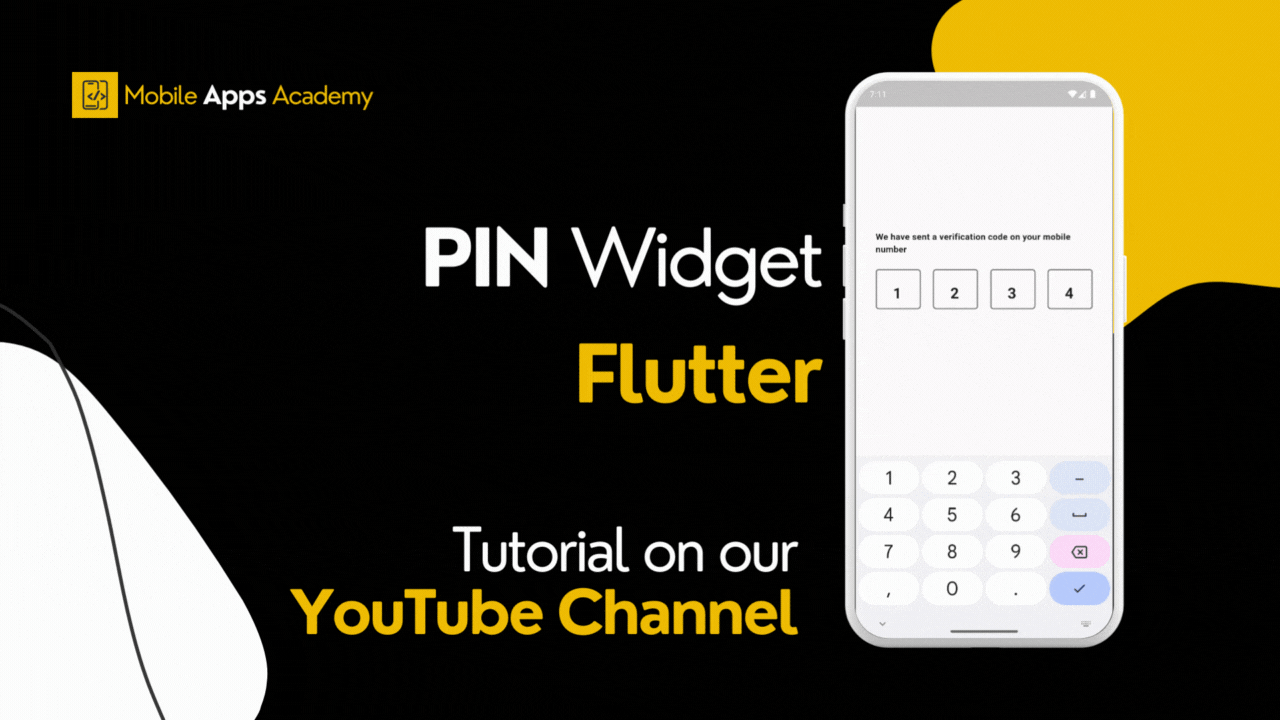 Mobile Apps Academy
PIN Widget
Flutter
Tutorial on our
YouTube Channel
7:11
We have sent a verification code on your mobile
number
1 2 3 4
1 2 3 -
4 5 6
7 8 9
, 0 .